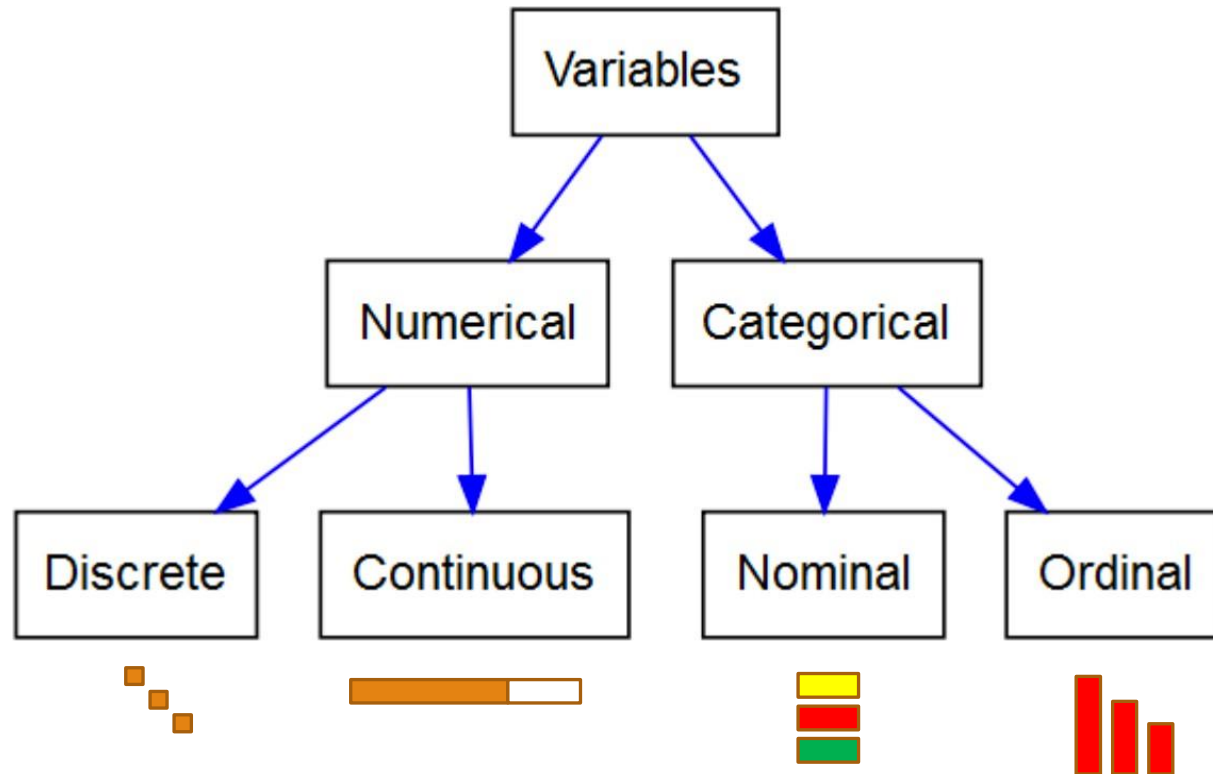 Variables
Numerical
Categorical
Discrete
Continuous
Nominal
Ordinal